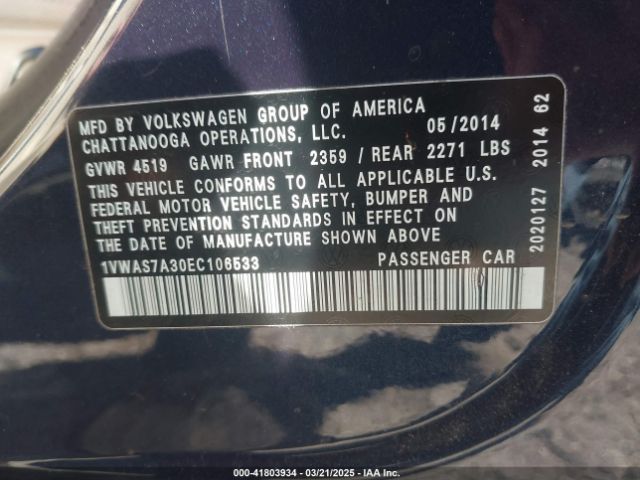 MFD BY VOLKSWAGEN GROUP OF AMERICA
CHATTANOOGA OPERATIONS, LLC. 05/2014
GVWR 4519 GAWR FRONT 2359 / REAR 2271 LBS
THIS VEHICLE CONFORMS TO ALL APPLICABLE U.S.
FEDERAL MOTOR VEHICLE SAFETY, BUMPER AND
THEFT PREVENTION STANDARDS IN EFFECT ON
THE DATE OF MANUFACTURE SHOWN ABOVE
1VWAS7A30EC106533 PASSENGER CAR
2020127 2014 62
000-41803934 / 03/21/2025 - IAA Inc.